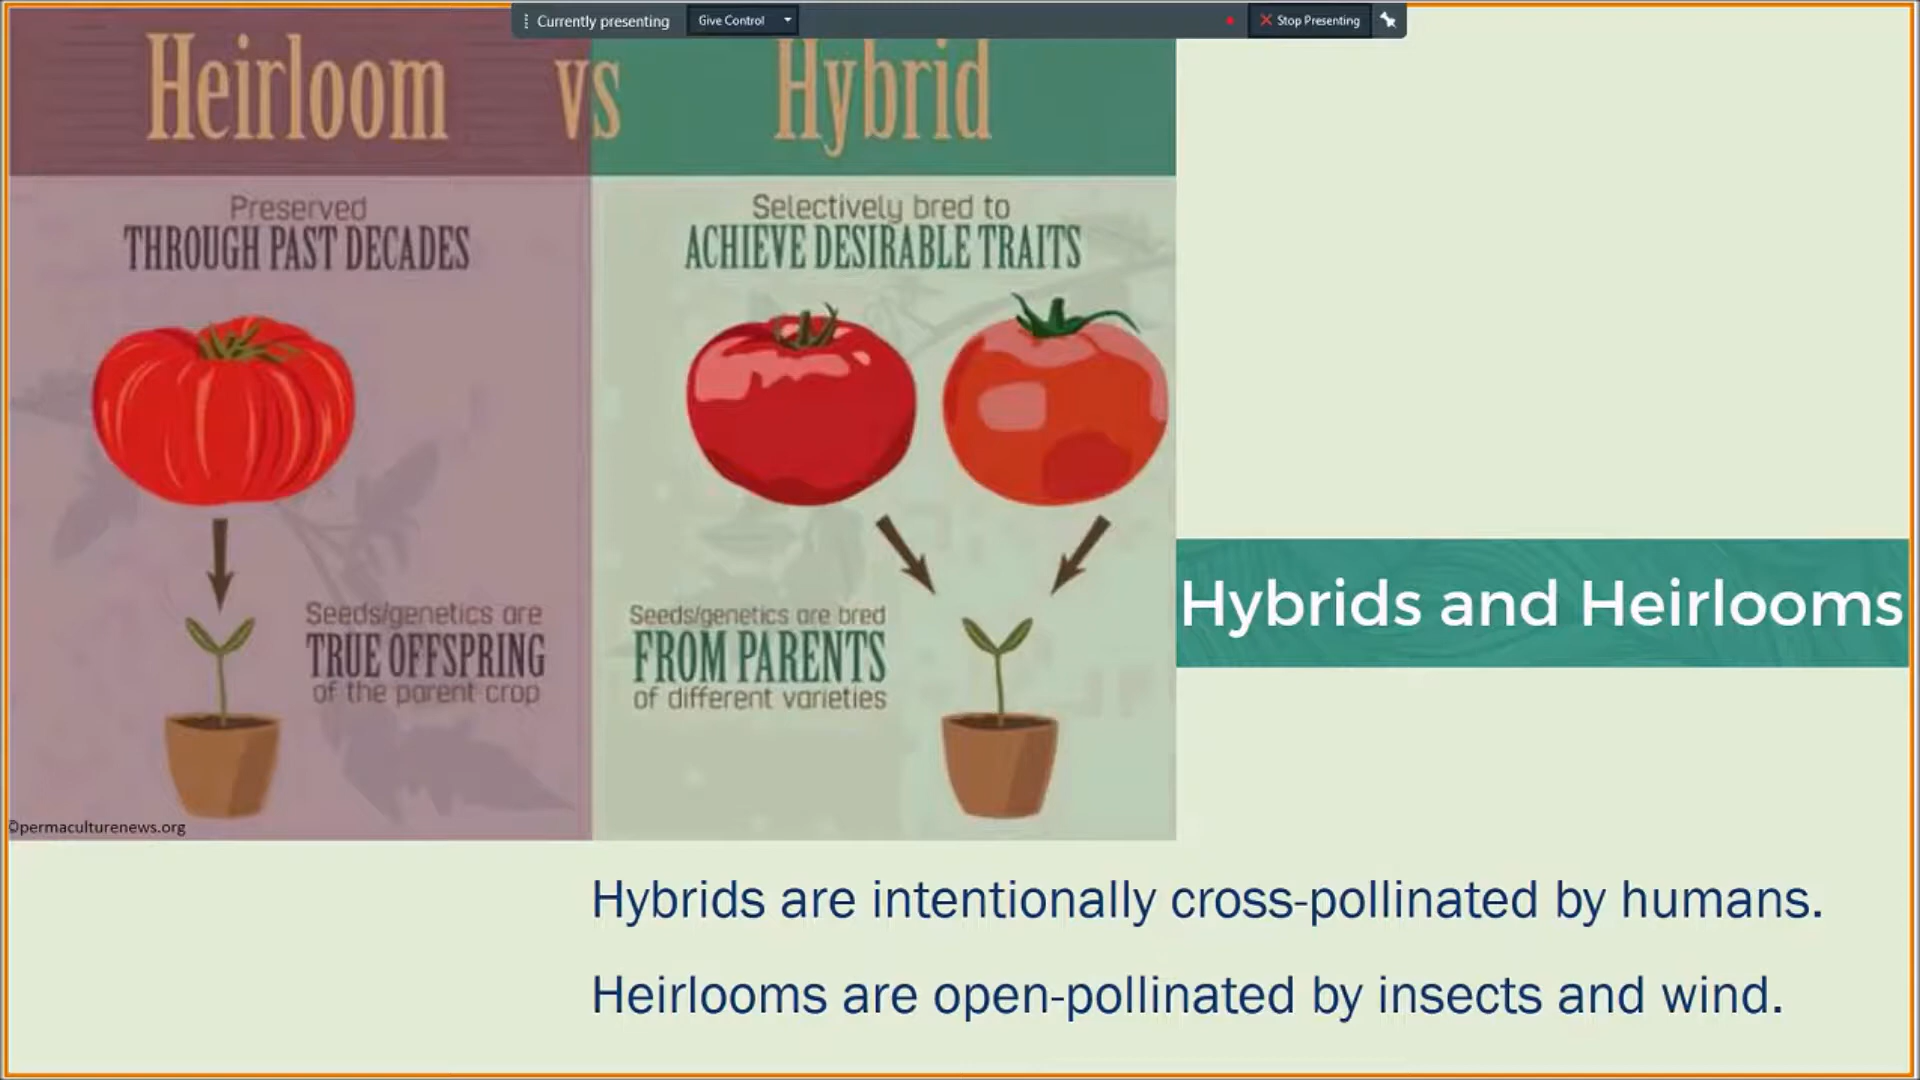 Currently presenting
Give Control
Stop Presenting
Heirloom vs Hybrid
Preserved
THROUGH PAST DECADES
Selectively bred to
ACHIEVE DESIRABLE TRAITS
Seeds/genetics are
TRUE OFFSPRING
of the parent crop
Seeds/genetics are bred
FROM PARENTS
of different varieties
©permaculturenews.org
Hybrids and Heirlooms
Hybrids are intentionally cross-pollinated by humans.
Heirlooms are open-pollinated by insects and wind.